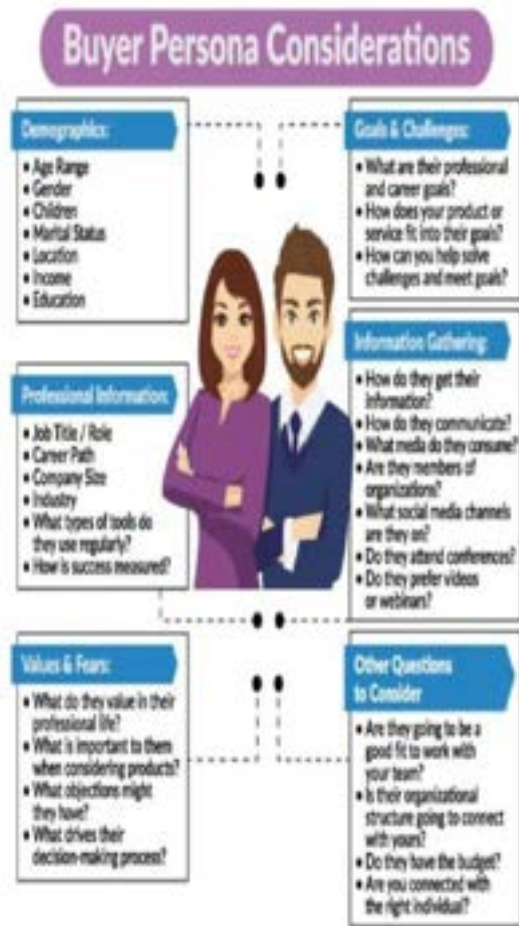 Buyer Persona Considerations
Demographics:
• Age Range
• Gender
• Children
• Marital Status
• Location
• Income
• Education
Professional Information:
• Job Title / Role
• Career Path
• Company Size
• Industry
• What types of tools do
they use regularly?
• How is success measured?
Values & Fears:
• What do they value in their
professional life?
• What is important to them
when considering products?
• What objections might
they have?
• What drives their
decision-making process?
Goals & Challenges:
• What are their professional
and career goals?
• How does your product or
service fit into their goals?
• How can you help solve
challenges and meet goals?
Information Gathering:
• How do they get their
information?
• How do they communicate?
• What media do they consume?
• Are they members of
organizations?
• What social media channels
are they on?
• Do they attend conferences?
• Do they prefer videos
or webinars?
Other Questions
to Consider
• Are they going to be a
good fit to work with
your team?
• Is their organizational
structure going to connect
with yours?
• Do they have the budget?
• Are you connected with
the right individual?